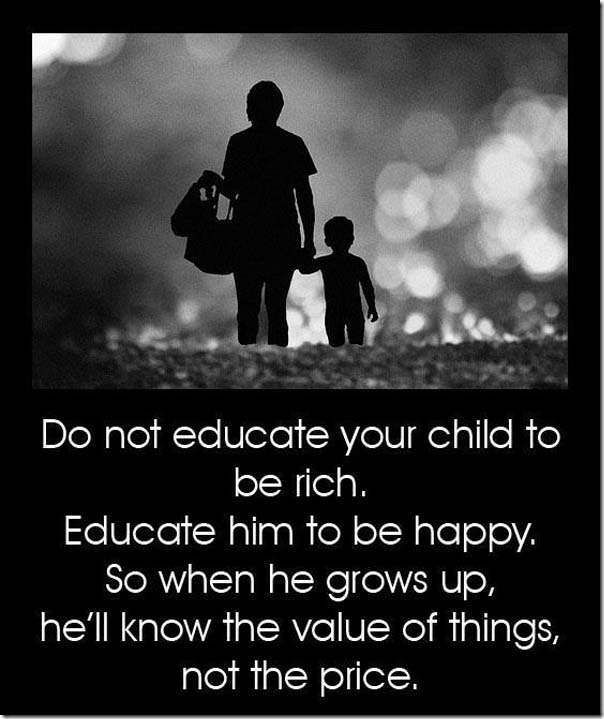 Do not educate your child to
be rich.
Educate him to be happy.
So when he grows up,
he'll know the value of things,
not the price.